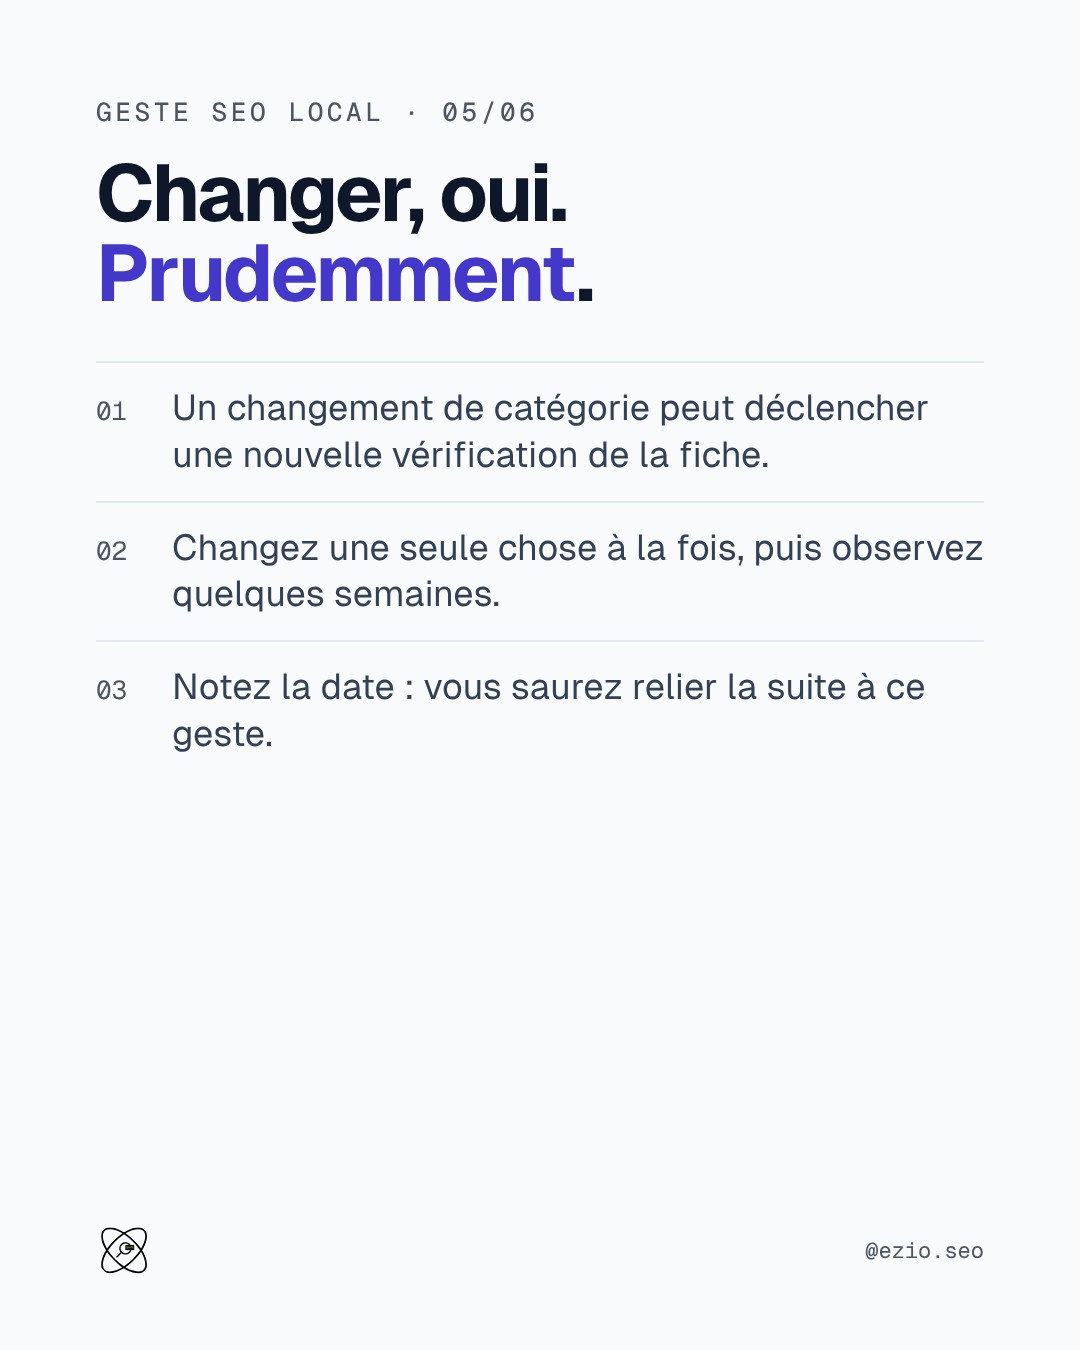 GESTE SEO LOCAL · 05/06
Changer, oui.
Prudemment.
01 Un changement de catégorie peut déclencher
une nouvelle vérification de la fiche.
02 Changez une seule chose à la fois, puis observez
quelques semaines.
03 Notez la date : vous saurez relier la suite à ce
geste.
@ezio.seo